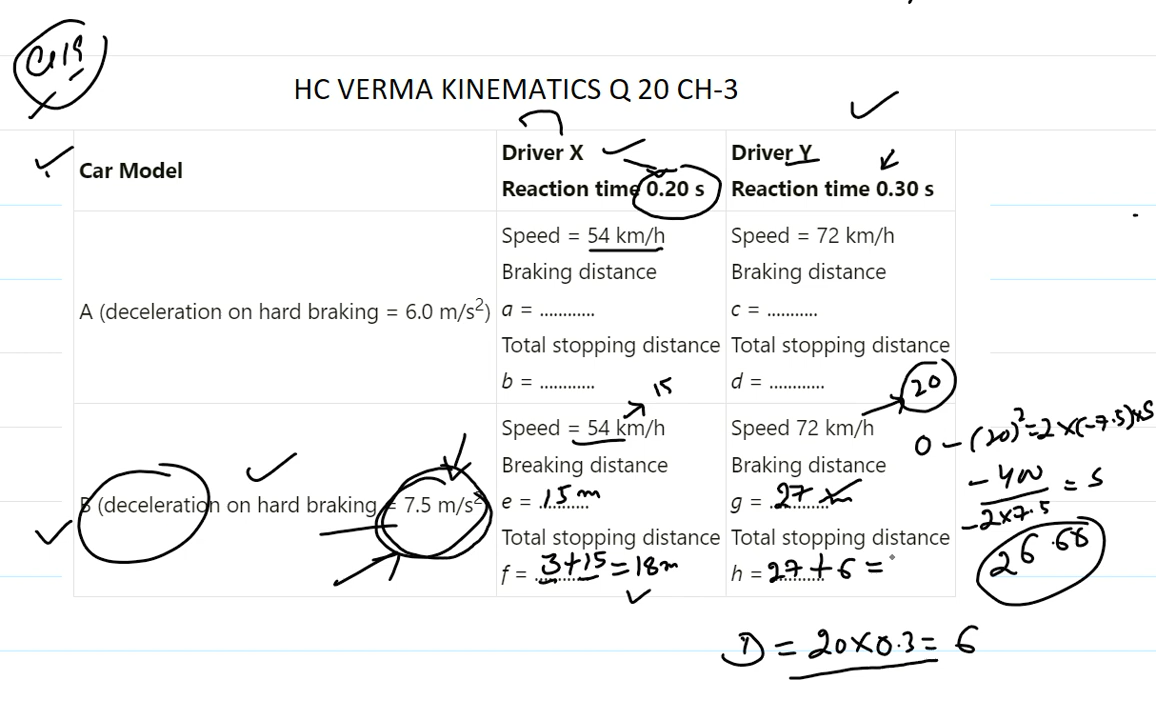 HC VERMA KINEMATICS Q 20 CH-3
Car Model
Driver X
Reaction time 0.20 s
Driver Y
Reaction time 0.30 s
A (deceleration on hard braking = 6.0 m/s²)
Speed = 54 km/h
Braking distance
a = ............
Total stopping distance
b = ............
Speed = 72 km/h
Braking distance
c = ...........
Total stopping distance
d = ............
20
B (deceleration on hard braking = 7.5 m/s²
15
Speed = 54 km/h
Breaking distance
e = 15 m
Total stopping distance
f = 3+15 = 18m
Speed 72 km/h
Braking distance
g = 27 m
Total stopping distance
h = 27 + 6 =
0 - (20)² = 2 x (-7.5) x S
- 400
- 2 x 7.5 = S
26.68
D = 20 X 0.3 = 6